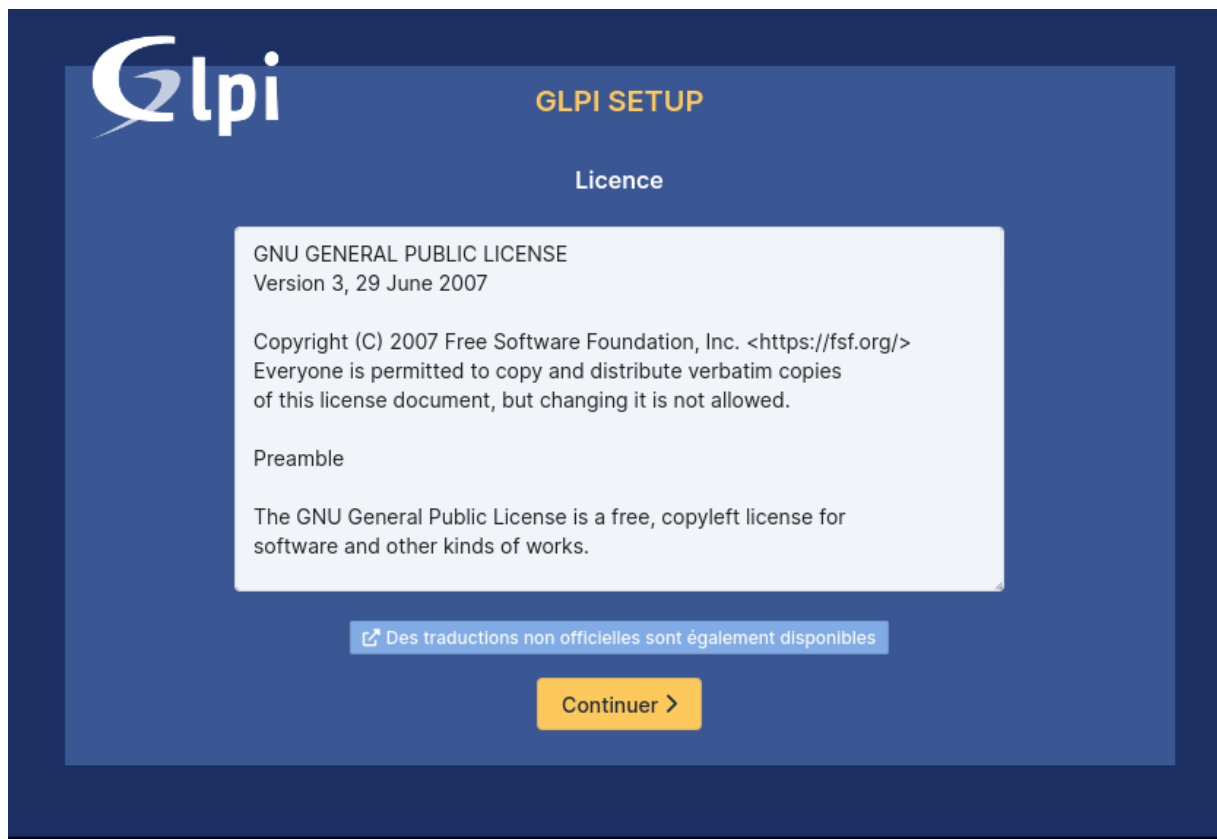 Glpi
GLPI SETUP
Licence
GNU GENERAL PUBLIC LICENSE
Version 3, 29 June 2007
Copyright (C) 2007 Free Software Foundation, Inc. <https://fsf.org/>
Everyone is permitted to copy and distribute verbatim copies
of this license document, but changing it is not allowed.
Preamble
The GNU General Public License is a free, copyleft license for
software and other kinds of works.
Des traductions non officielles sont également disponibles
Continuer